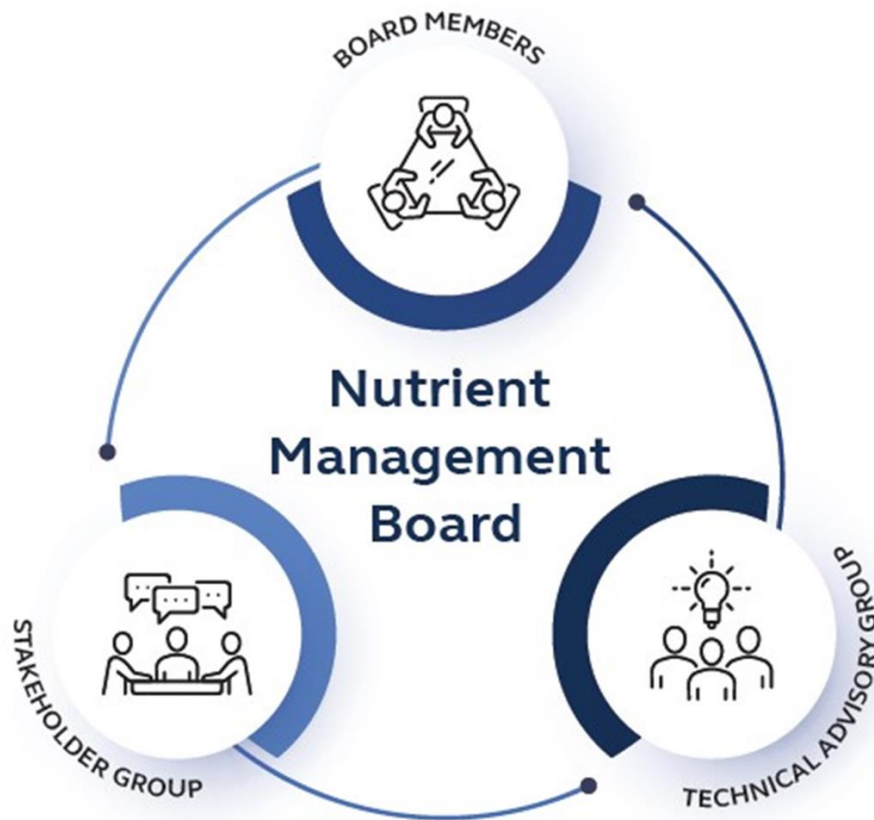 BOARD MEMBERS
Nutrient
Management
Board
STAKEHOLDER GROUP
TECHNICAL ADVISORY GROUP